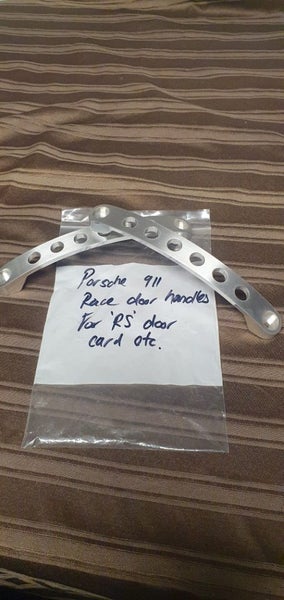 Porsche 911
Race door handles
For 'RS' door
card etc.